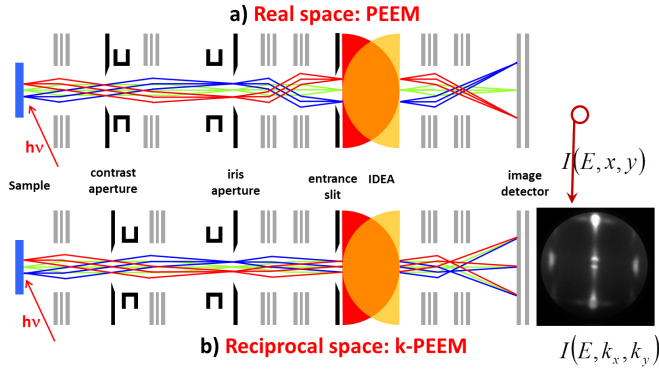 a) Real space: PEEM
hν
I(E, x, y)
Sample
contrast
aperture
iris
aperture
entrance
slit
IDEA
image
detector
hν
b) Reciprocal space: k-PEEM
I(E, kx, ky)